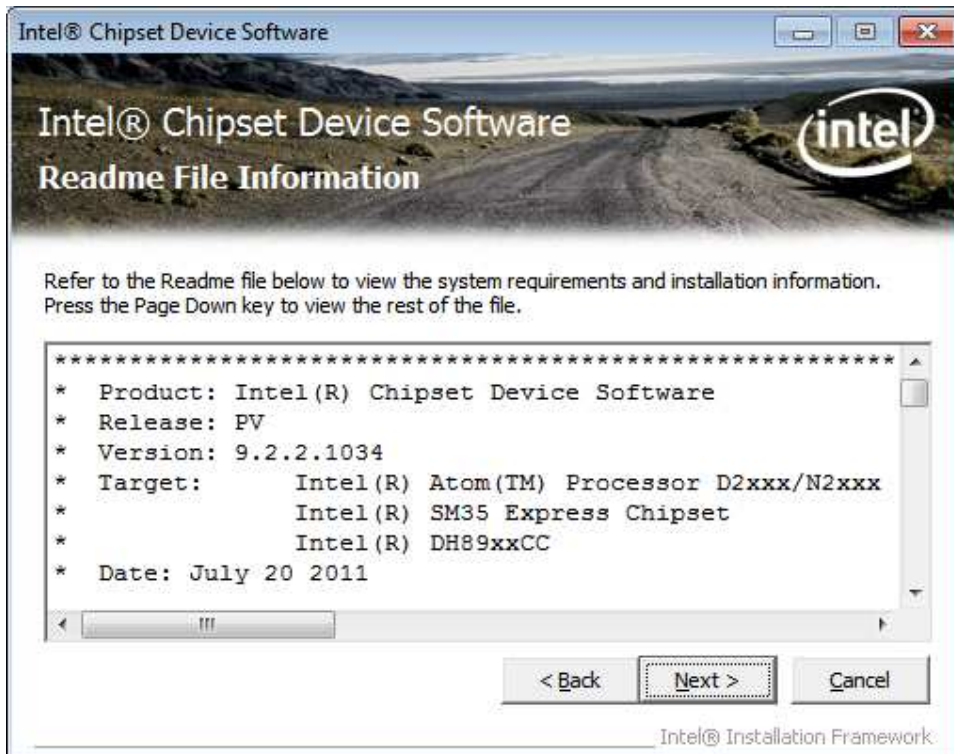 Intel® Chipset Device Software
Intel® Chipset Device Software
intel
Readme File Information
Refer to the Readme file below to view the system requirements and installation information.
Press the Page Down key to view the rest of the file.
********************************************************
* Product: Intel(R) Chipset Device Software
* Release: PV
* Version: 9.2.2.1034
* Target: Intel(R) Atom(TM) Processor D2xxx/N2xxx
* Intel(R) SM35 Express Chipset
* Intel(R) DH89xxCC
* Date: July 20 2011
< Back Next > Cancel
Intel® Installation Framework